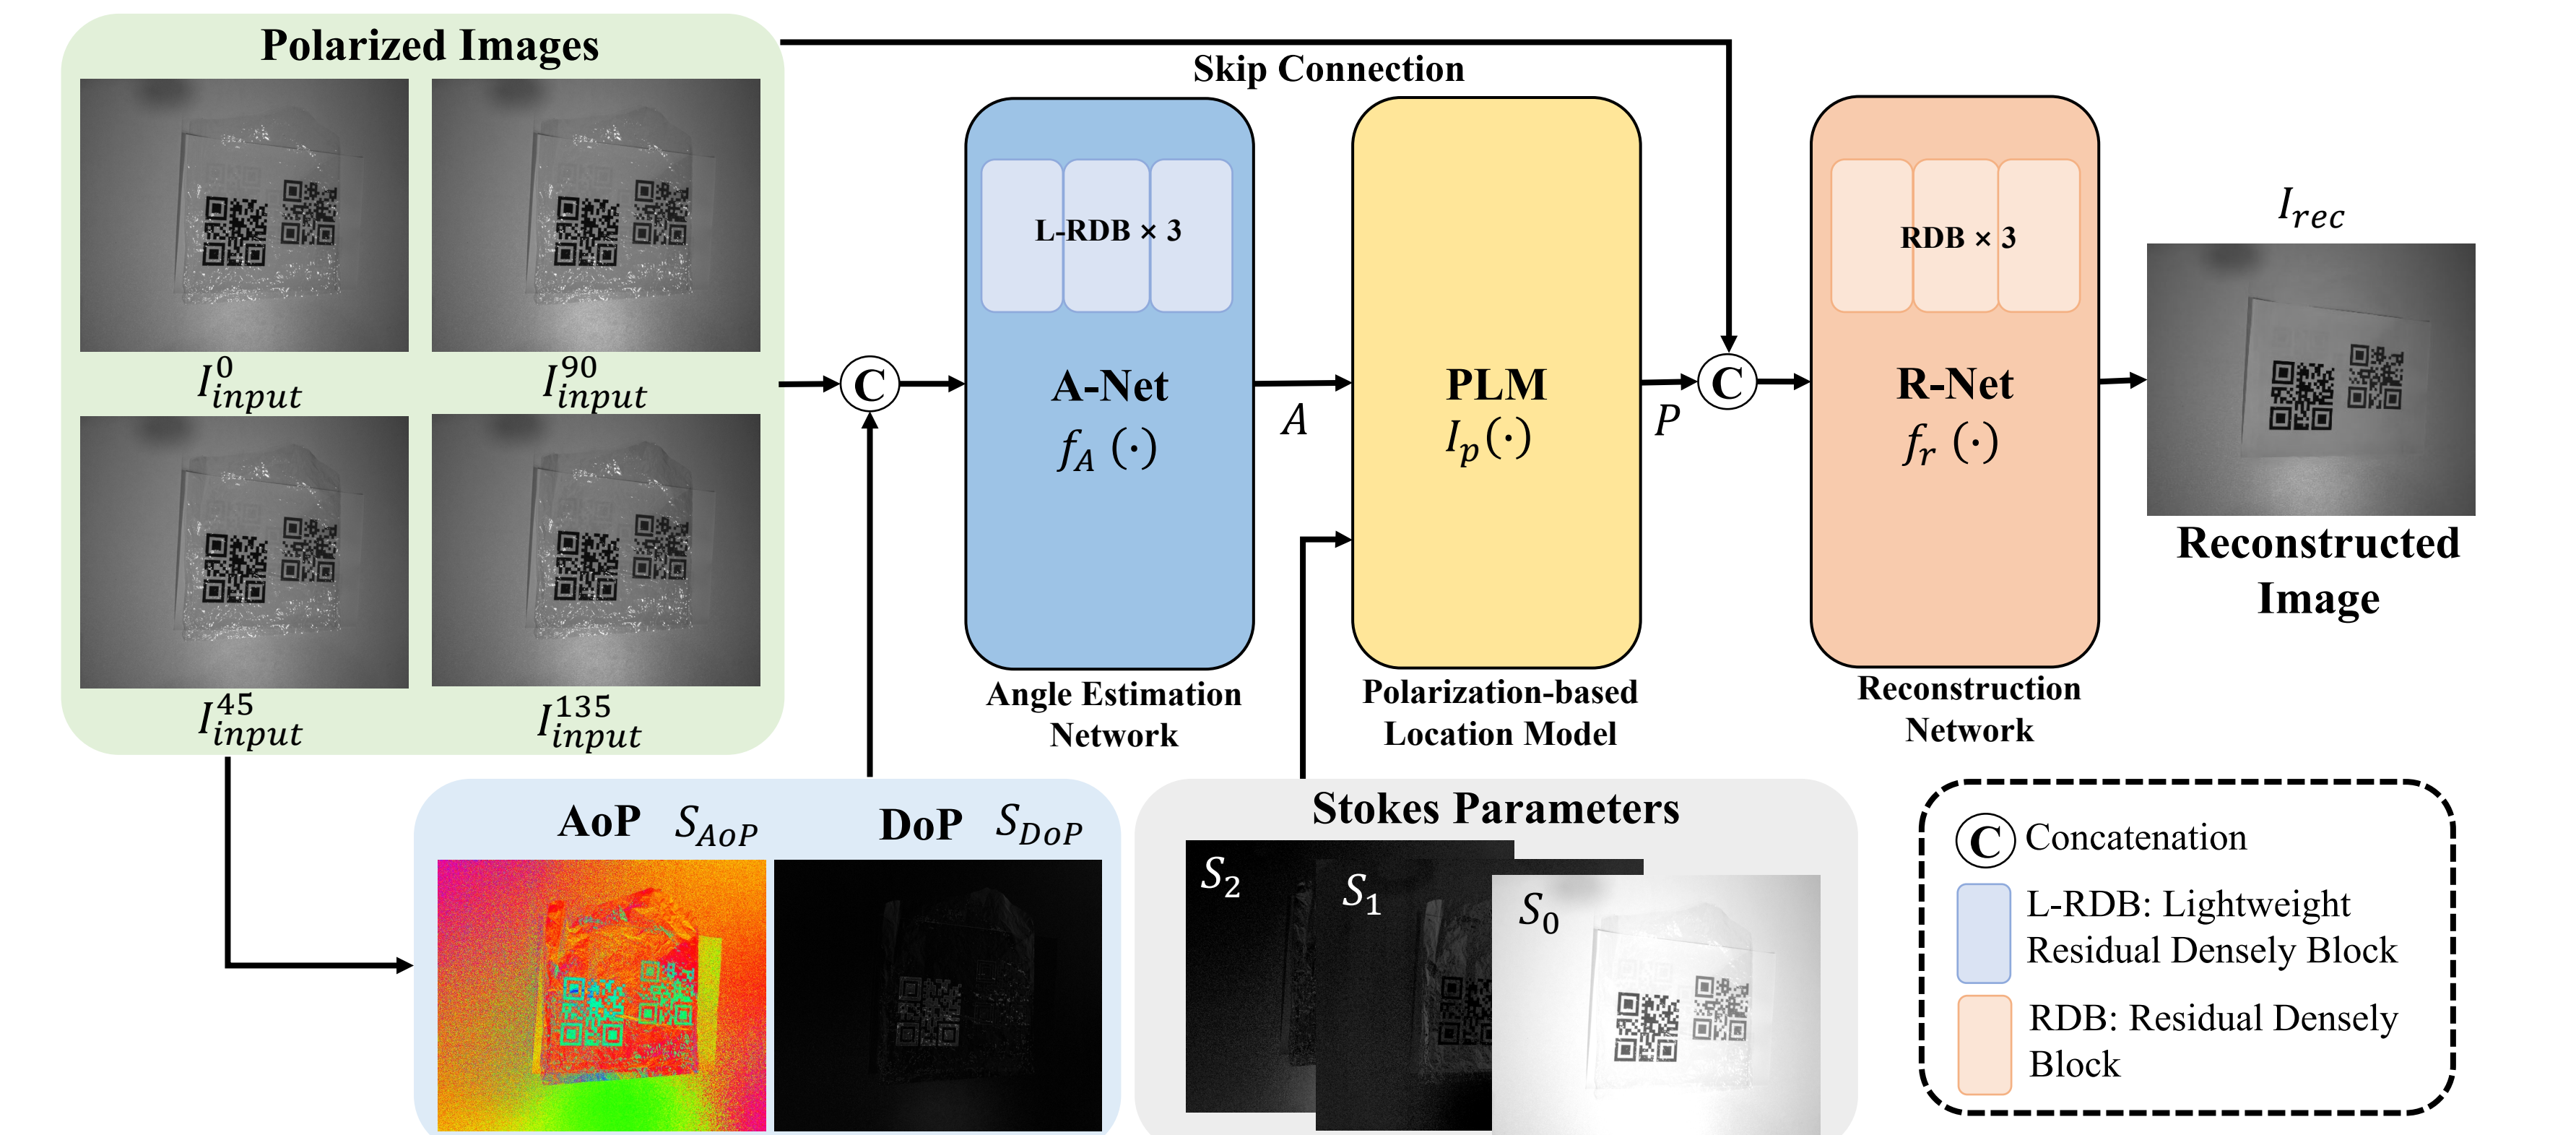 Polarized Images
I^0_input
I^90_input
I^45_input
I^135_input
Skip Connection
C
L-RDB × 3
A-Net
f_A (·)
Angle Estimation
Network
A
PLM
I_p(·)
Polarization-based
Location Model
P
C
RDB × 3
R-Net
f_r (·)
Reconstruction
Network
I_rec
Reconstructed
Image
AoP S_AoP
DoP S_DoP
Stokes Parameters
S_2
S_1
S_0
C Concatenation
L-RDB: Lightweight
Residual Densely Block
RDB: Residual Densely
Block